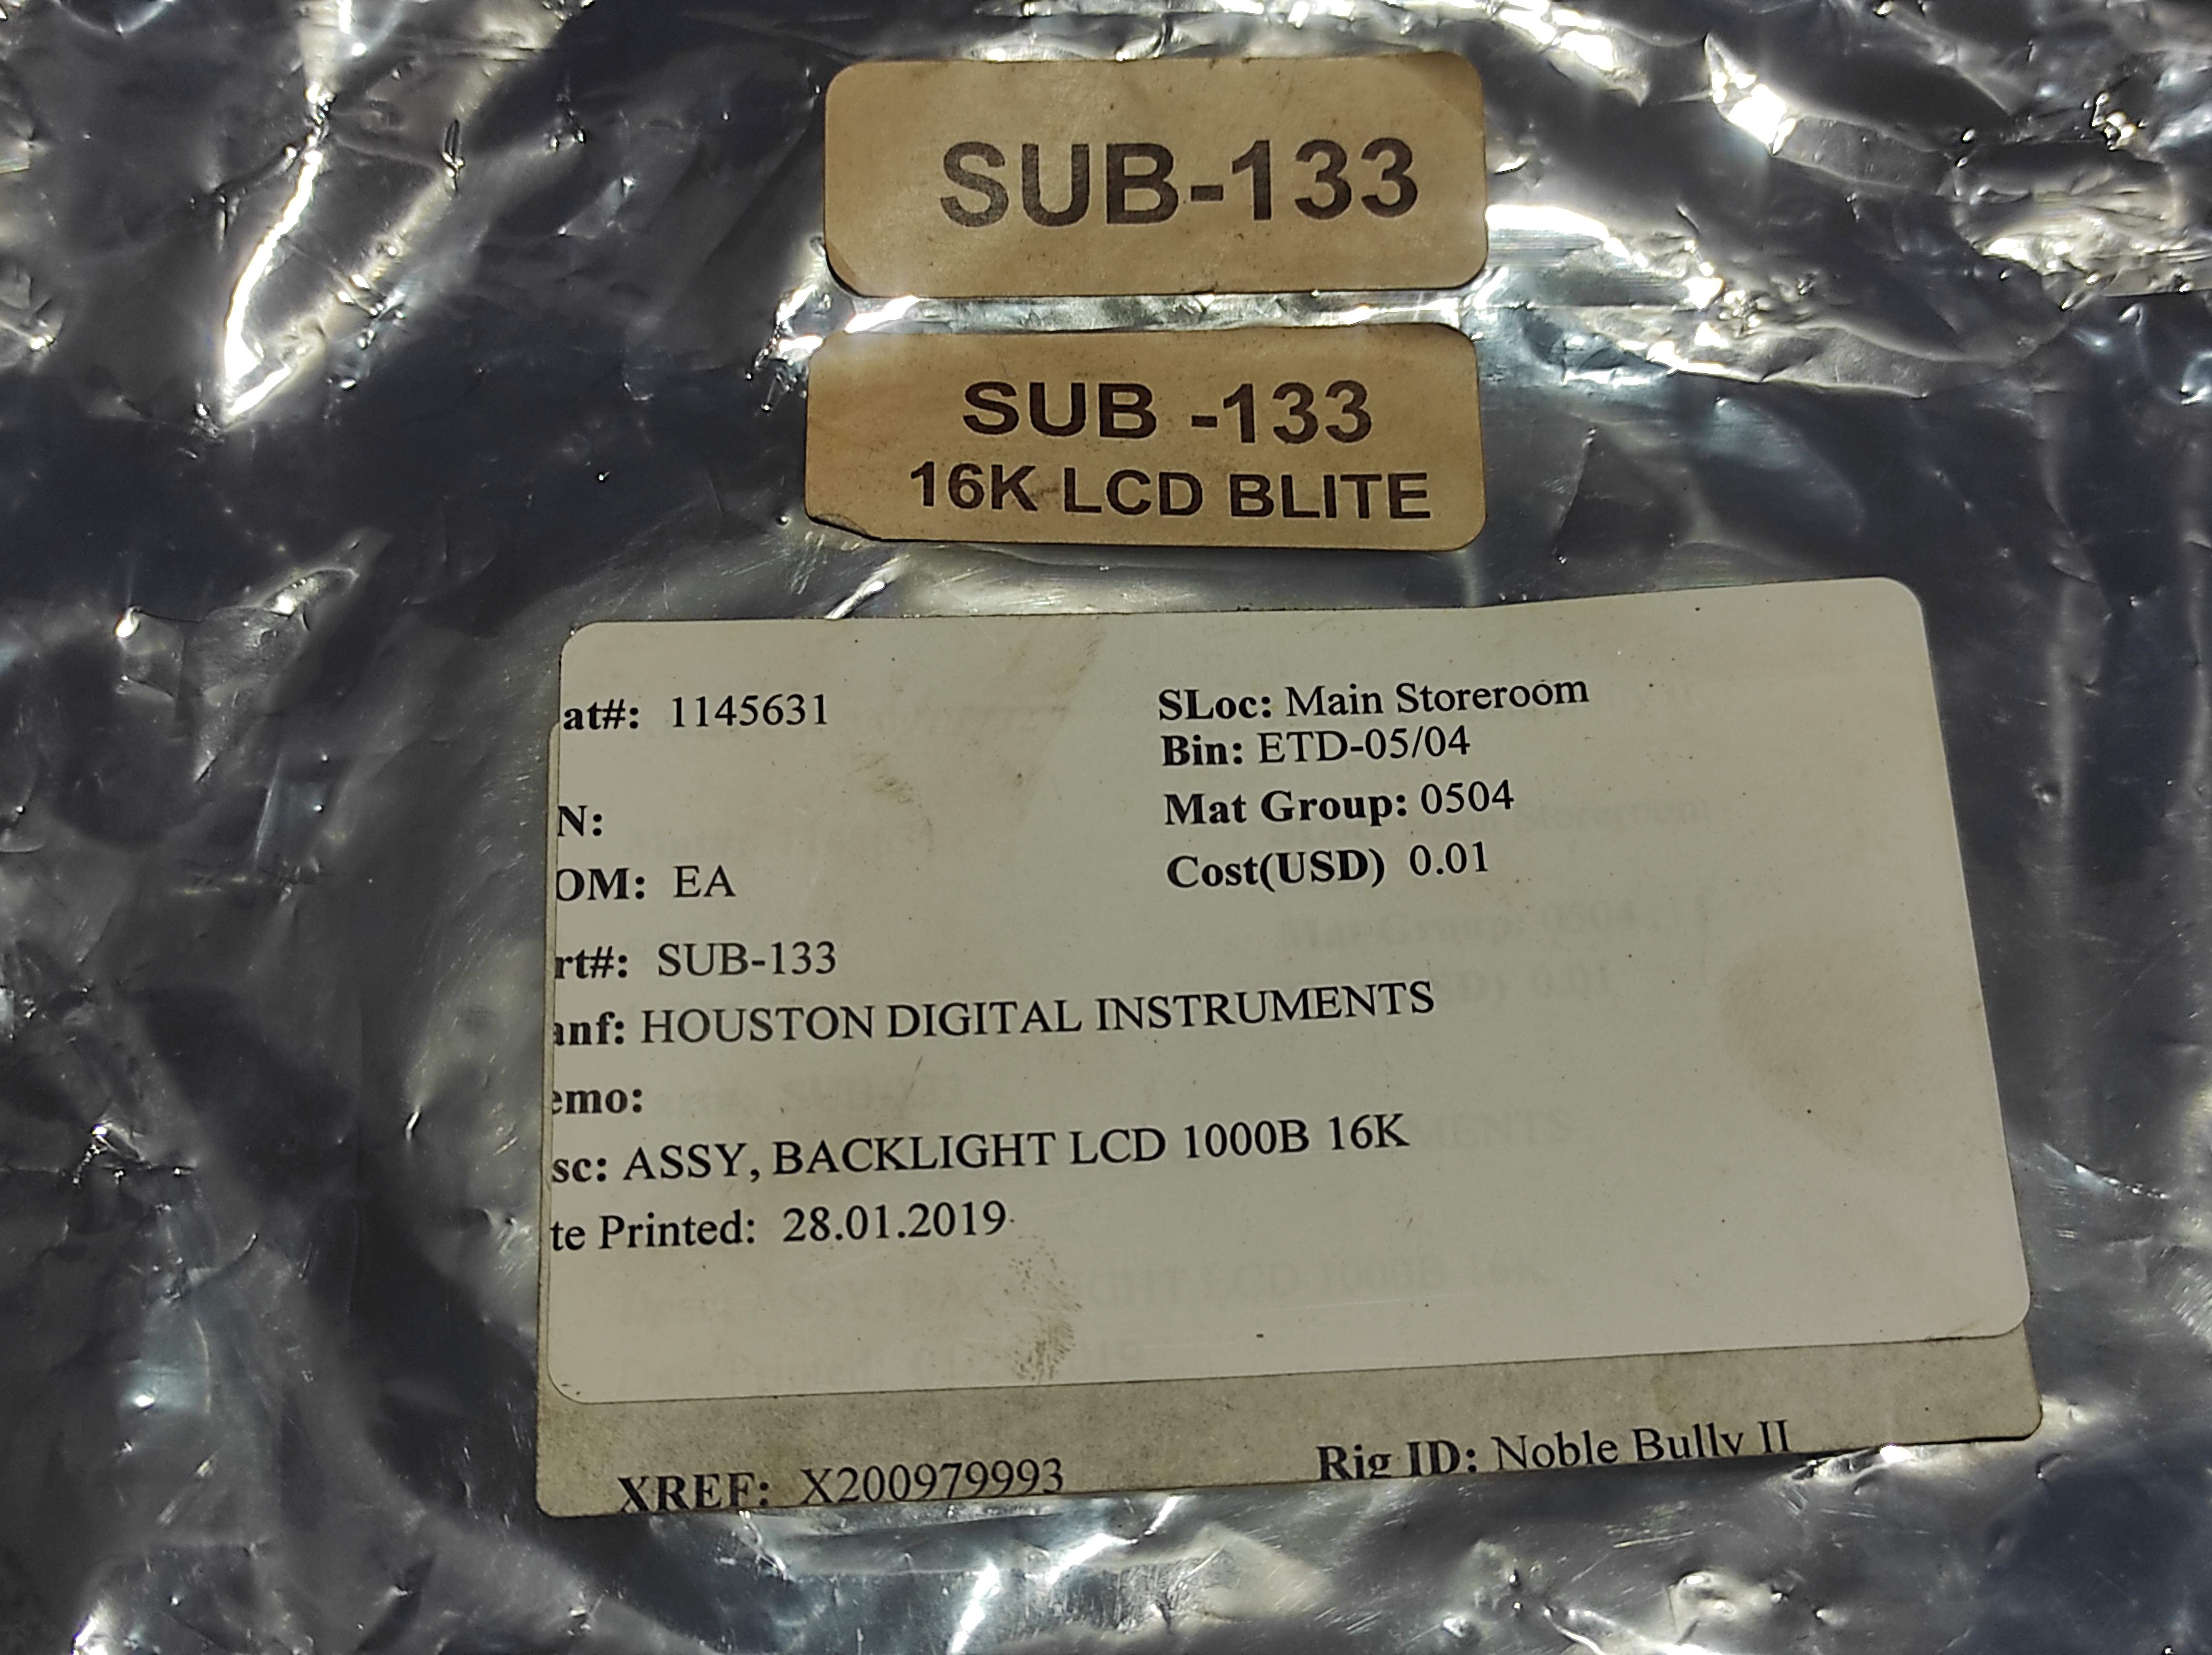 SUB-133
SUB -133
16K LCD BLITE
at#: 1145631
SLoc: Main Storeroom
Bin: ETD-05/04
N:
Mat Group: 0504
OM: EA
Cost(USD) 0.01
rt#: SUB-133
anf: HOUSTON DIGITAL INSTRUMENTS
emo:
sc: ASSY, BACKLIGHT LCD 1000B 16K
te Printed: 28.01.2019
XREF: X200979993
Rig ID: Noble Bully II